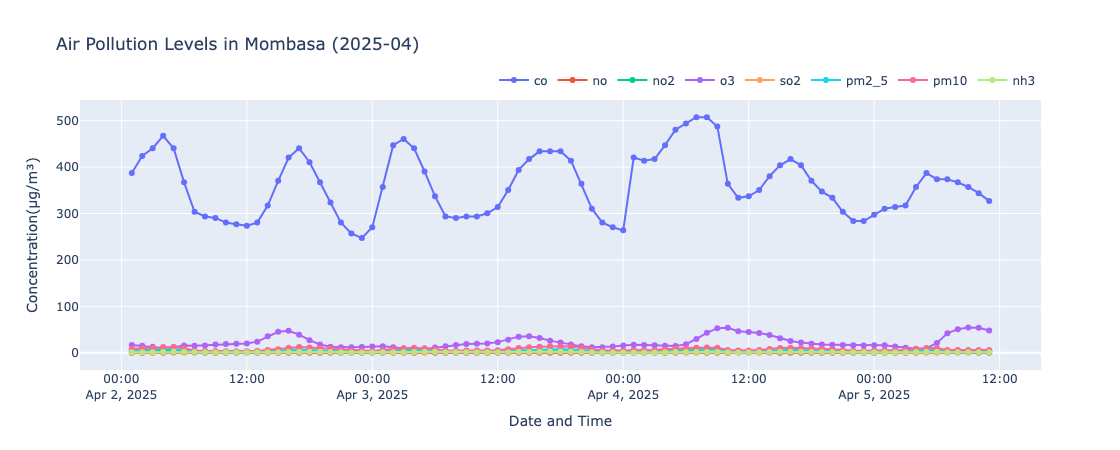 Air Pollution Levels in Mombasa (2025-04)
co no no2 o3 so2 pm2_5 pm10 nh3
Concentration(μg/m³)
500
400
300
200
100
0
00:00 12:00 00:00 12:00 00:00 12:00 00:00 12:00
Apr 2, 2025 Apr 3, 2025 Apr 4, 2025 Apr 5, 2025
Date and Time